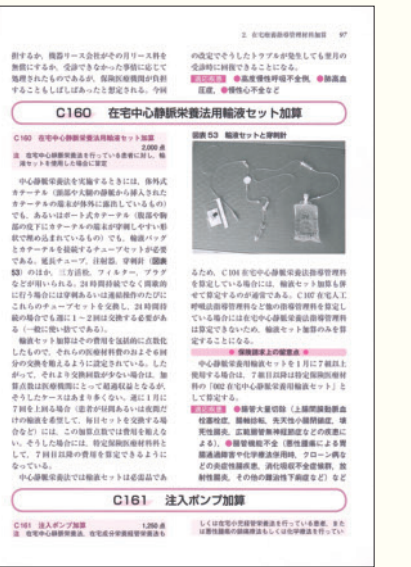 2. 在宅療養指導管理材料加算 97
担するか，機器リース会社がその月リース料を
無償にするか，受診できなかった事情に応じて
処理されたものであるが，保険医療機関が負担
することもしばしばあったと想定される。今回
の改定でそうしたトラブルが発生しても翌月の
受診時に回復できることになる。
適応疾患 ●高度慢性呼吸不全例，●肺高血
圧症，●慢性心不全など
C160 在宅中心静脈栄養法用輸液セット加算
C160 在宅中心静脈栄養法用輸液セット加算
2,000 点
注 在宅中心静脈栄養法を行っている患者に対し，輸
液セットを使用した場合に算定
中心静脈栄養法を実施するときには，体外式
カテーテル（頸部や大腿の静脈から挿入された
カテーテルの端末が体外に露出しているもの）
でも，あるいはポート式カテーテル（腹部や胸
部の皮下にカテーテルの端末が穿刺しやすい形
状で埋め込まれているもの）でも，輸液バッグ
とカテーテルを接続するチューブセットが必要
である。延長チューブ，注射器，穿刺針（図表
53）のほか，三方活栓，フィルター，プラグ
などが用いられる。24 時間持続でなく間歇的
に行う場合には穿刺あるいは連結操作のたびに
これらのチューブセットを交換し，24 時間持
続の場合でも週に 1～2 回は交換する必要があ
る（一般に使い捨てである）。
輸液セット加算はその費用を包括的に点数化
したもので，それらの医療材料費のおよそ 6 回
分の交換を賄えるように設定されている。した
がって，それより交換回数が少ない場合は，加
算点数は医療機関にとって超過収益となるが，
そうしたケースはあまり多くない。逆に 1 月に
7 回を上回る場合（患者が昼間あるいは夜間だ
けの輸液を希望して，毎日セットを交換する場
合など）には，この加算点数では費用を賄えな
い。そうした場合には，特定保険医療材料料と
して，7 組目以降の費用を算定できるように
なっている。
中心静脈栄養法では輸液セットは必需品であ
図表 53 輸液セットと穿刺針
るため，C 104 在宅中心静脈栄養法指導管理料
を算定している場合には，輸液セット加算も併
せて算定するのが通常である。C107 在宅人工
呼吸法指導管理料など他の指導管理料を算定し
ている場合には在宅中心静脈栄養法指導管理料
は算定できないため，輸液セット加算のみを算
定することになる。
● 保険請求上の留意点 ●
中心静脈栄養用輸液セットを 1 月に 7 組以上
使用する場合は，7 組目以降は特定保険医療材
料の「002 在宅中心静脈栄養用輸液セット」と
して算定する。
適応疾患 ●腸管大量切除（上腸間膜動脈血
栓塞栓症，腸軸捻転，先天性小腸閉鎖症，壊
死性腸炎，広範腸管無神経節症などの疾患に
よる），●腸管機能不全（悪性腫瘍による胃
腸通過障害や化学療法併用時，クローン病な
どの炎症性腸疾患，消化吸収不全症候群，放
射性腸炎，その他の難治性下痢症など）など
C161 注入ポンプ加算
C161 注入ポンプ加算
1,250 点
注 在宅中心静脈栄養法，在宅成分栄養経管栄養法も
しくは在宅小児経管栄養法を行っている患者，また
は悪性腫瘍の鎮痛療法もしくは化学療法を行ってい